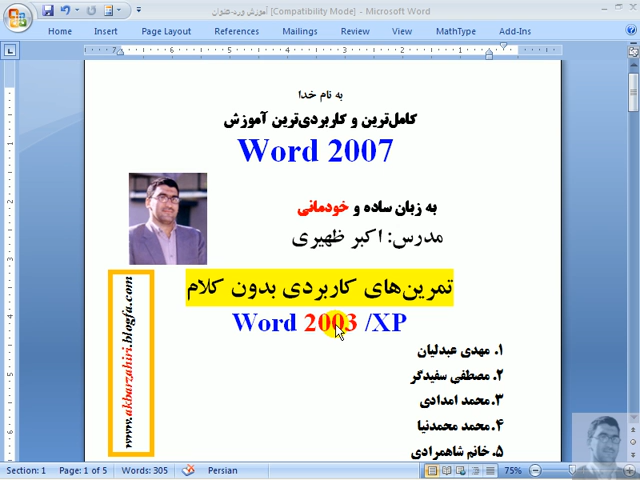 آموزش ورد-عنوان [Compatibility Mode] - Microsoft Word
Home Insert Page Layout References Mailings Review View MathType Add-Ins
به نام خدا
کامل‌ترین و کاربردی‌ترین آموزش
Word 2007
به زبان ساده و خودمانی
مدرس: اکبر ظهیری
تمرین‌های کاربردی بدون کلام
Word 2003 /XP
www.akbarzahiri.blogfa.com
۱. مهدی عبدلیان
۲. مصطفی سفیدگر
۳. محمد امدادی
۴. محمد محمدنیا
۵. خانم شاهمرادی
Section: 1 Page: 1 of 5 Words: 305 Persian 75%